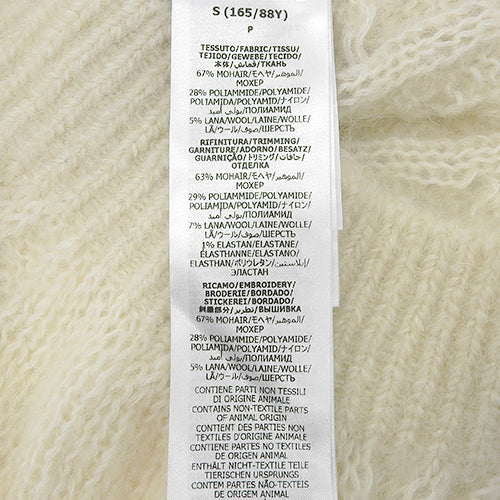 S (165/88Y)
P
TESSUTO/FABRIC/TISSU/
TEJIDO/GEWEBE/TECIDO/
本体/قماش/ТКАНЬ
67% MOHAIR/モヘヤ/الموهير/
МОХЕР
28% POLIAMMIDE/POLYAMIDE/
POLIAMIDA/POLYAMID/ナイロン/
بولي أميد/ПОЛИАМИД
5% LANA/WOOL/LAINE/WOLLE/
LÃ/ウール/صوف/ШЕРСТЬ
RIFINITURA/TRIMMING/
GARNITURE/ADORNO/BESATZ/
GUARNIÇÃO/トリミング/حافات/
ОТДЕЛКА
63% MOHAIR/モヘヤ/الموهير/
МОХЕР
29% POLIAMMIDE/POLYAMIDE/
POLIAMIDA/POLYAMID/ナイロン/
بولي أميد/ПОЛИАМИД
7% LANA/WOOL/LAINE/WOLLE/
LÃ/ウール/صوف/ШЕРСТЬ
1% ELASTAN/ELASTANE/
ÉLASTHANNE/ELASTANO/
ELASTHAN/ポリウレタン/إيلاستين/
ЭЛАСТАН
RICAMO/EMBROIDERY/
BRODERIE/BORDADO/
STICKEREI/BORDADO/
刺繍部分/تطريز/ВЫШИВКА
67% MOHAIR/モヘヤ/الموهير/
МОХЕР
28% POLIAMMIDE/POLYAMIDE/
POLIAMIDA/POLYAMID/ナイロン/
بولي أميد/ПОЛИАМИД
5% LANA/WOOL/LAINE/WOLLE/
LÃ/ウール/صوف/ШЕРСТЬ
CONTIENE PARTI NON TESSILI
DI ORIGINE ANIMALE
CONTAINS NON-TEXTILE PARTS
OF ANIMAL ORIGIN
CONTIENT DES PARTIES NON
TEXTILES D'ORIGINE ANIMALE
CONTIENE PARTES NO TEXTILES
DE ORIGEN ANIMAL
ENTHÄLT NICHT-TEXTILE TEILE
TIERISCHEN URSPRUNGS
CONTEM PARTES NÃO-TEXTEIS
DE ORIGEM ANIMAL